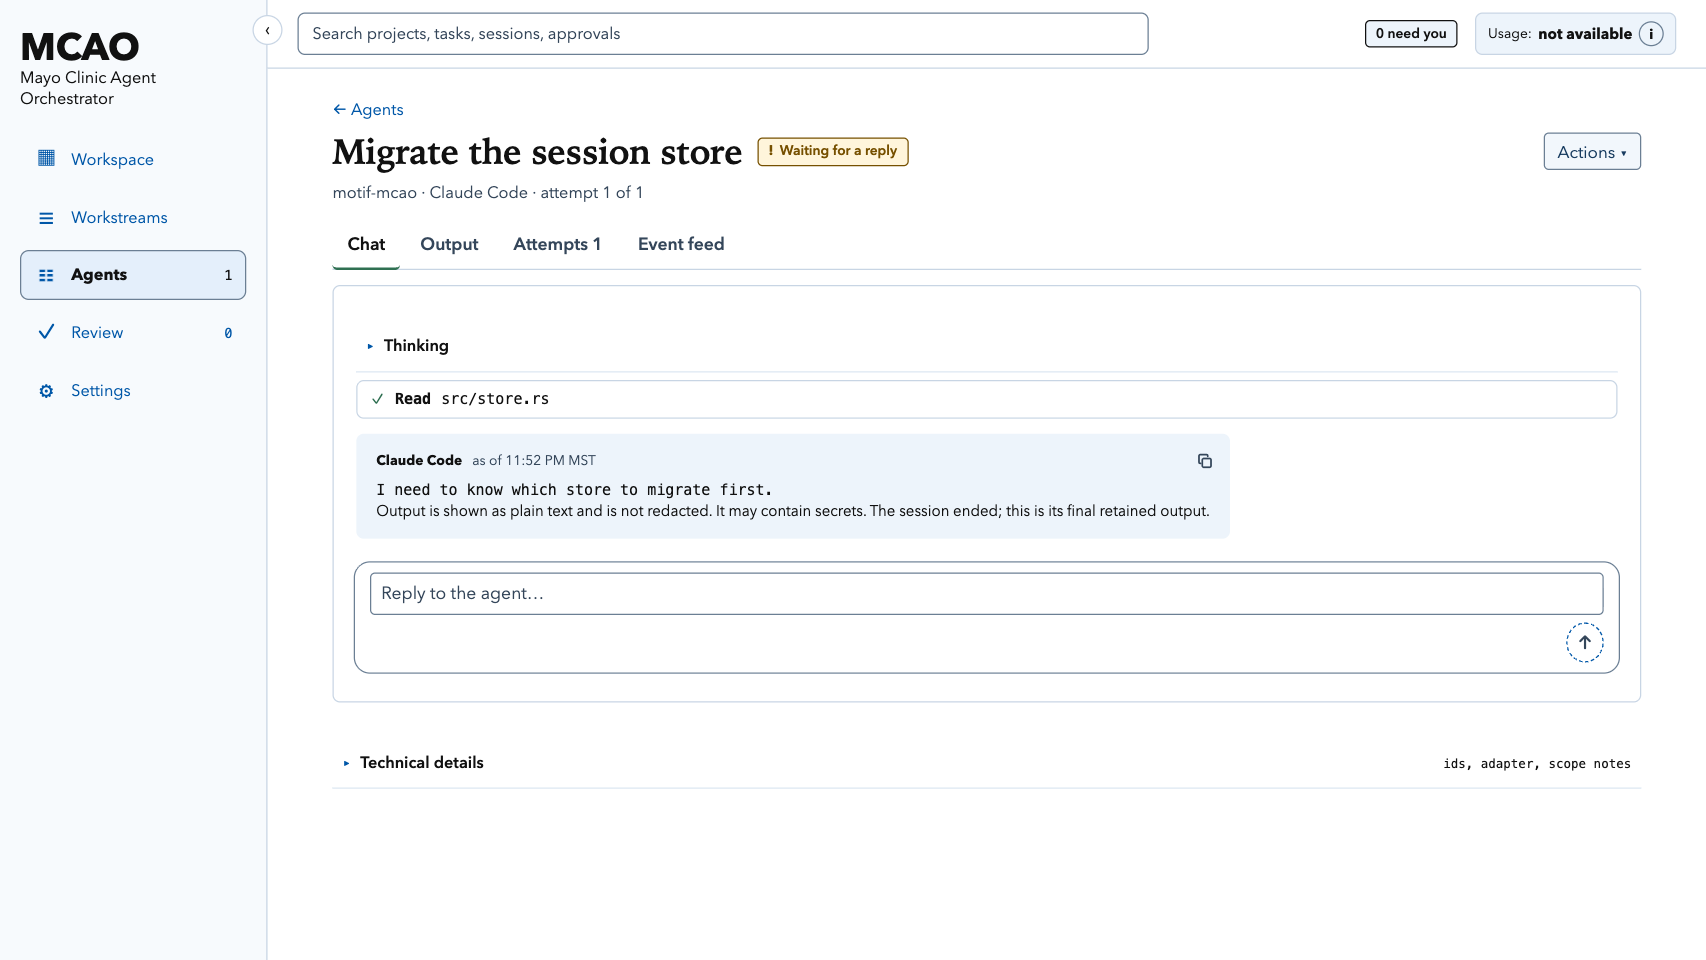 MCAO
Mayo Clinic Agent
Orchestrator
Workspace
Workstreams
Agents 1
Review 0
Settings
Search projects, tasks, sessions, approvals
0 need you
Usage: not available i
← Agents
Migrate the session store
! Waiting for a reply
Actions ▾
motif-mcao · Claude Code · attempt 1 of 1
Chat Output Attempts 1 Event feed
▸ Thinking
✓ Read src/store.rs
Claude Code as of 11:52 PM MST
I need to know which store to migrate first.
Output is shown as plain text and is not redacted. It may contain secrets. The session ended; this is its final retained output.
Reply to the agent…
▸ Technical details ids, adapter, scope notes